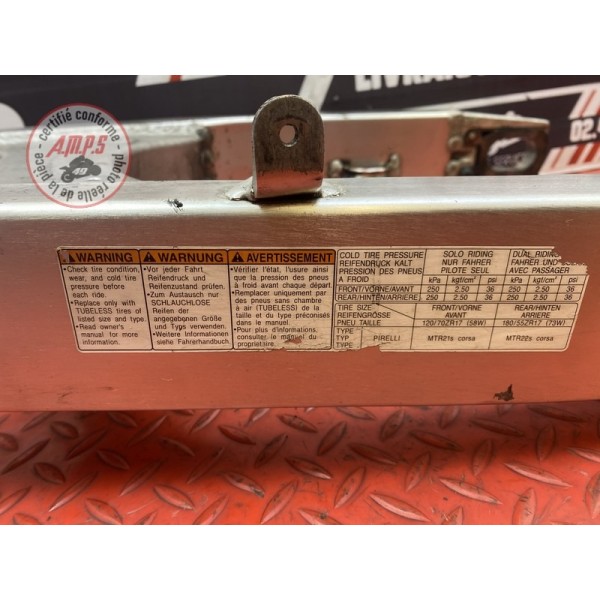 LIVRAIS
02.
certifié conforme
A.M.P.S
49
photo réelle de la pièce
WARNING
•Check tire condition,
wear, and cold tire
pressure before
each ride.
•Replace only with
TUBELESS tires of
listed size and type.
•Read owner's
manual for more
information.
WARNUNG
•Vor jeder Fahrt
Reifendruck und
Reifenzustand prüfen.
•Zum Austausch nur
SCHLAUCHLOSE
Reifen der
angegebenen Größe
und Typs verwenden.
•Weitere Informationen
siehe Fahrerhandbuch.
AVERTISSEMENT
•Vérifier l'état, l'usure ainsi
que la pression des pneus
à froid avant chaque départ.
•Remplacer uniquement par
des pneus sans chambre
à air (TUBELESS) de la
taille et du type préconisés
dans le manuel.
•Pour plus d'informations,
consulter le manuel du
propriétaire.
COLD TIRE PRESSURE
REIFENDRUCK KALT
PRESSION DES PNEUS
A FROID
SOLO RIDING
NUR FAHRER
PILOTE SEUL
DUAL RIDING
FAHRER UND
AVEC PASSAGER
kPa kgf/cm² psi kPa kgf/cm² psi
FRONT/VORNE/AVANT 250 2.50 36 250 2.50 36
REAR/HINTEN/ARRIERE 250 2.50 36 250 2.50 36
TIRE SIZE
REIFENGRÖSSE
PNEU TAILLE
FRONT/VORNE
AVANT
120/70ZR17 (58W)
REAR/HINTEN
ARRIERE
180/55ZR17 (73W)
TYPE
TYP
TYPE
PIRELLI
MTR21s corsa
MTR22s corsa